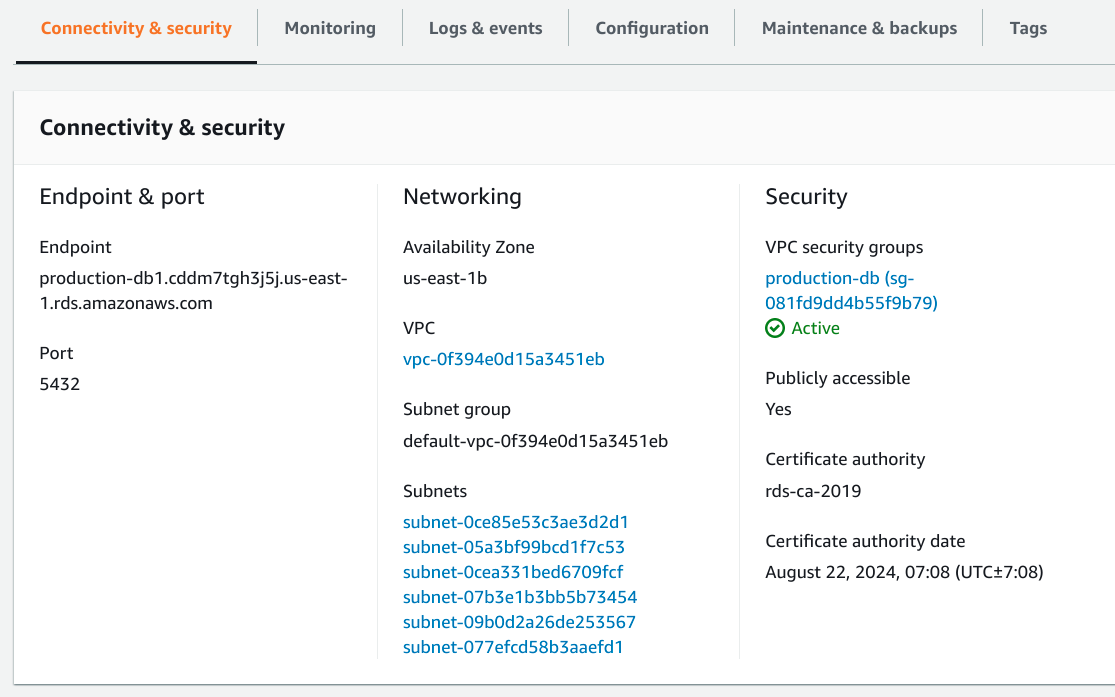 Connectivity & security
Monitoring
Logs & events
Configuration
Maintenance & backups
Tags
Connectivity & security
Endpoint & port
Endpoint
production-db1.cddm7tgh3j5j.us-east-
1.rds.amazonaws.com
Port
5432
Networking
Availability Zone
us-east-1b
VPC
vpc-0f394e0d15a3451eb
Subnet group
default-vpc-0f394e0d15a3451eb
Subnets
subnet-0ce85e53c3ae3d2d1
subnet-05a3bf99bcd1f7c53
subnet-0cea331bed6709fcf
subnet-07b3e1b3bb5b73454
subnet-09b0d2a26de253567
subnet-077efcd58b3aaefd1
Security
VPC security groups
production-db (sg-
081fd9dd4b55f9b79)
Active
Publicly accessible
Yes
Certificate authority
rds-ca-2019
Certificate authority date
August 22, 2024, 07:08 (UTC±7:08)